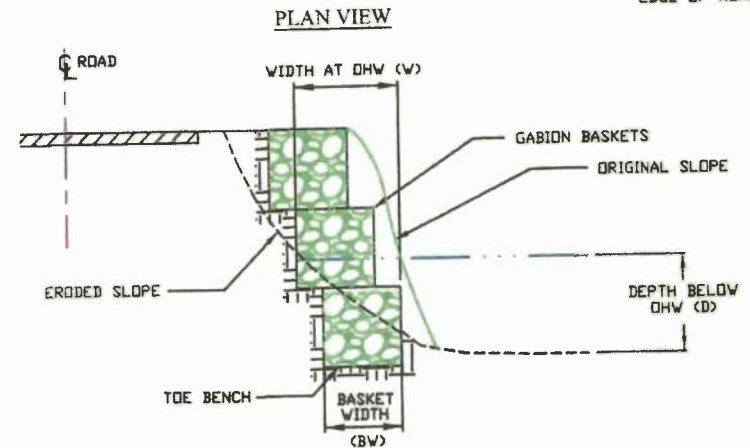 PLAN VIEW
℄ ROAD
WIDTH AT OHW (W)
GABION BASKETS
ORIGINAL SLOPE
ERODED SLOPE
DEPTH BELOW
OHW (D)
TOE BENCH
BASKET
WIDTH
(BW)